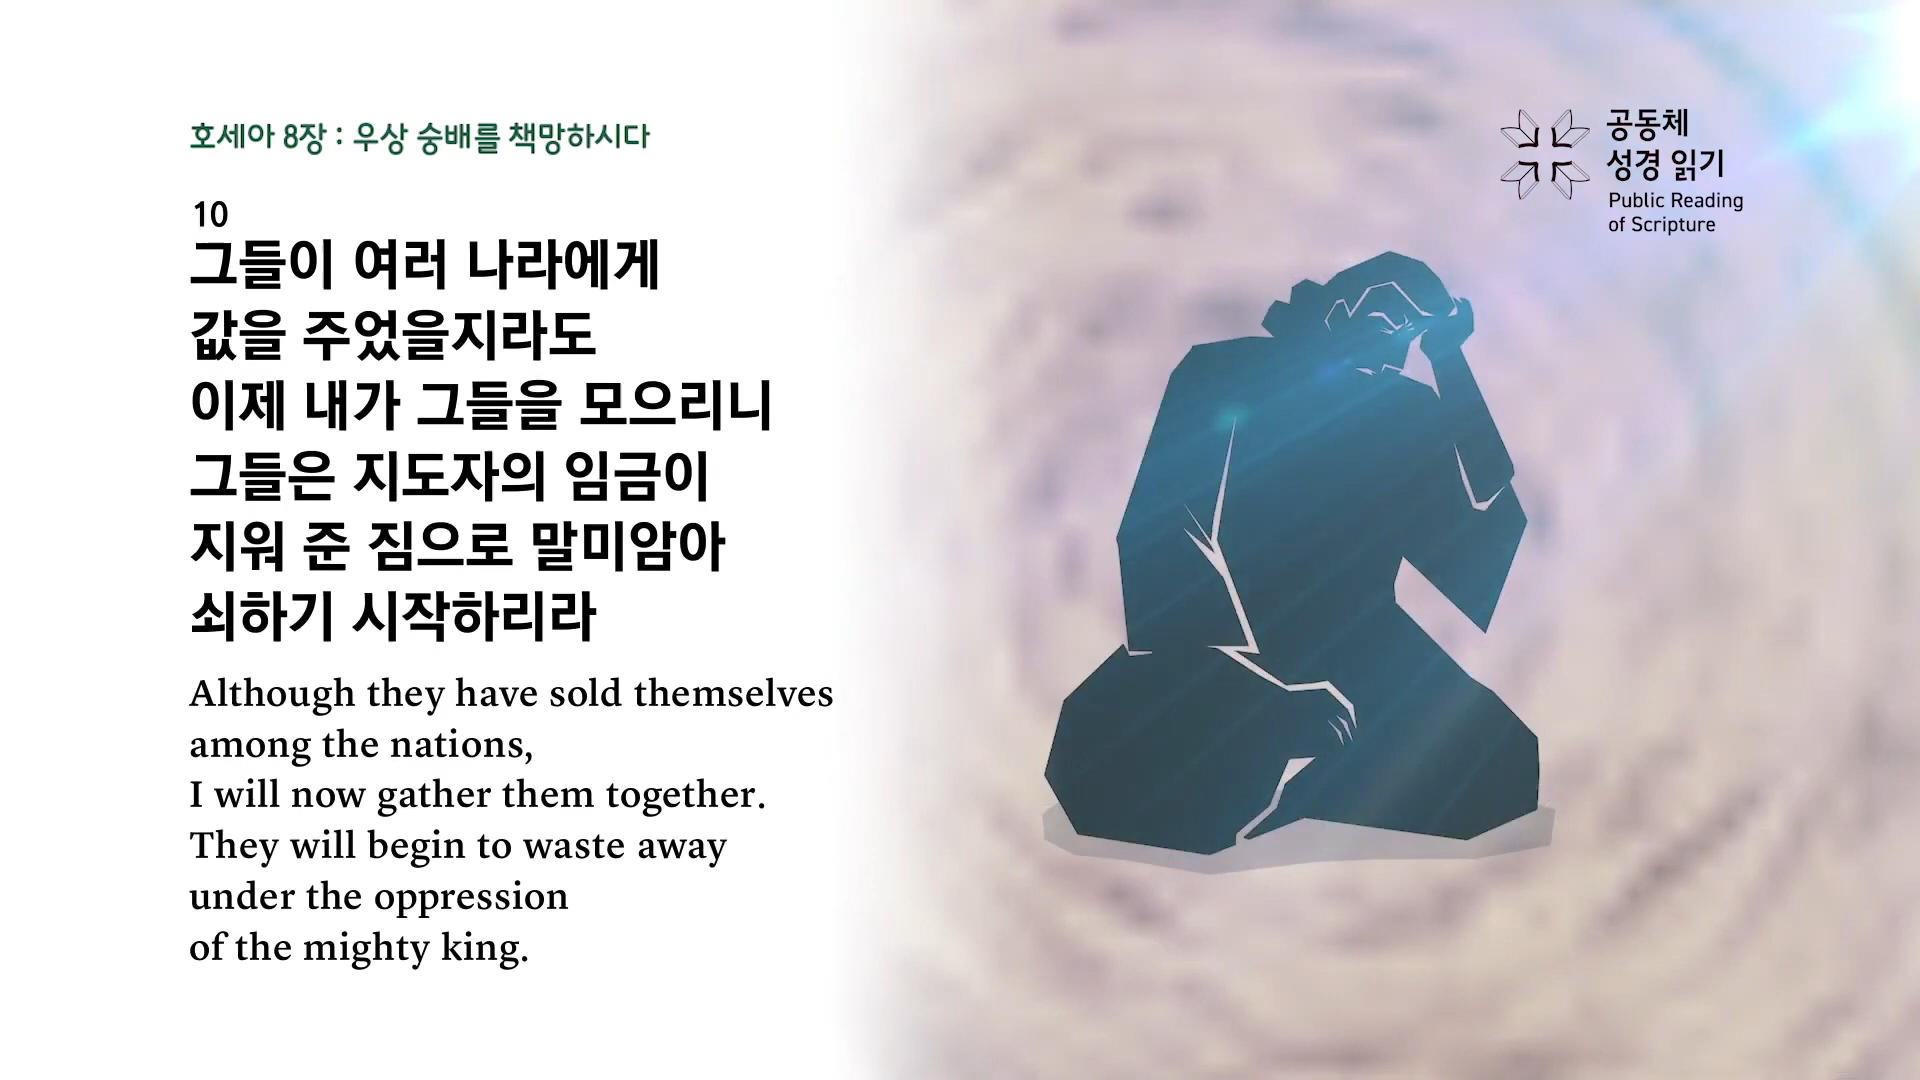 호세아 8장 : 우상 숭배를 책망하시다
10
그들이 여러 나라에게
값을 주었을지라도
이제 내가 그들을 모으리니
그들은 지도자의 임금이
지워 준 짐으로 말미암아
쇠하기 시작하리라
Although they have sold themselves
among the nations,
I will now gather them together.
They will begin to waste away
under the oppression
of the mighty king.
공동체
성경 읽기
Public Reading
of Scripture